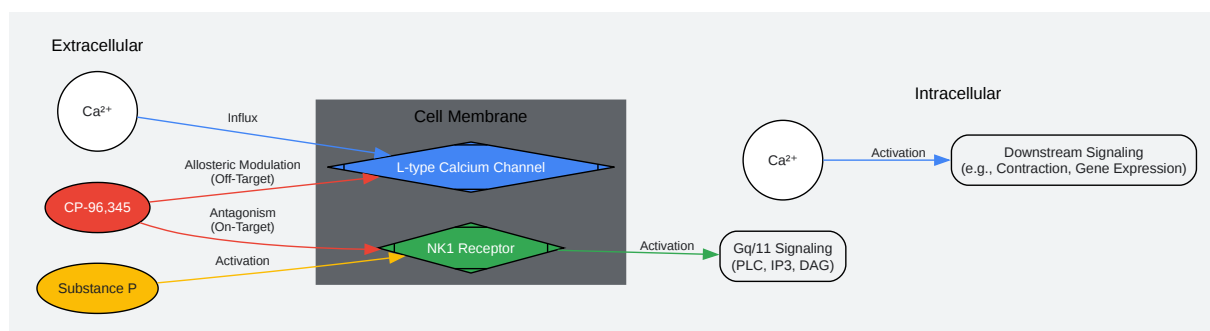 Extracellular
Ca²⁺
Influx
Cell Membrane
L-type Calcium Channel
Allosteric Modulation
(Off-Target)
CP-96,345
Antagonism
(On-Target)
NK1 Receptor
Activation
Substance P
Activation
Gq/11 Signaling
(PLC, IP3, DAG)
Intracellular
Ca²⁺
Activation
Downstream Signaling
(e.g., Contraction, Gene Expression)